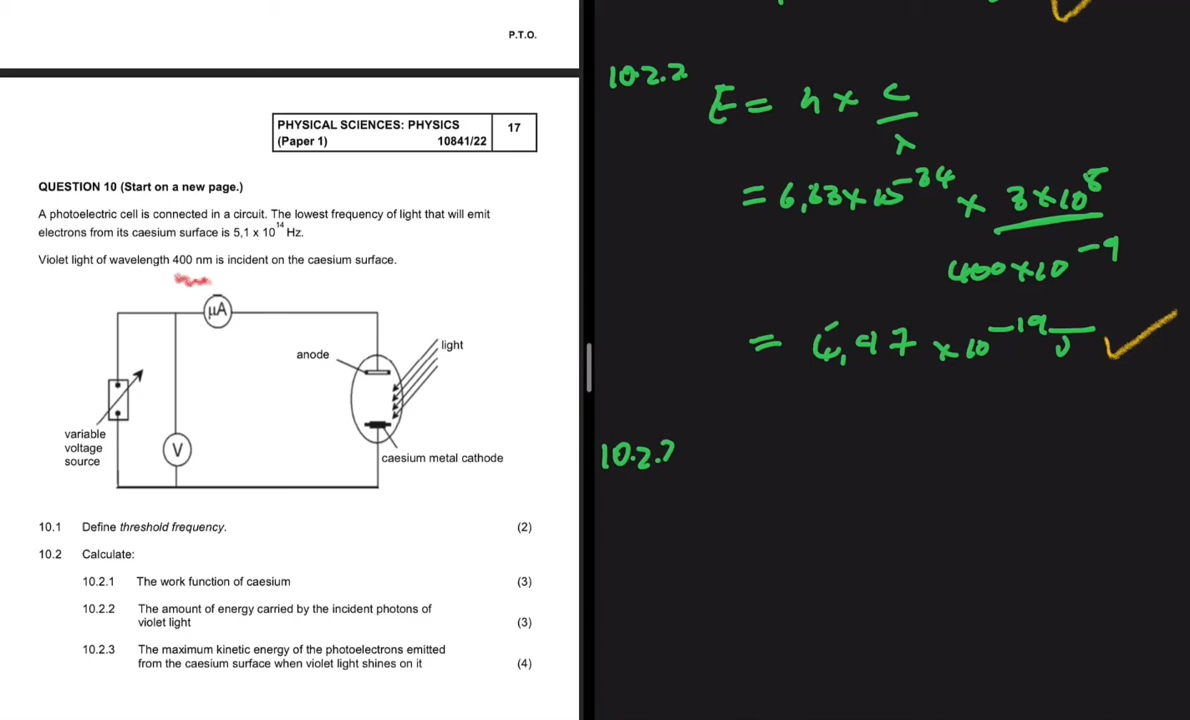 P.T.O.
PHYSICAL SCIENCES: PHYSICS
(Paper 1) 10841/22
17
QUESTION 10 (Start on a new page.)
A photoelectric cell is connected in a circuit. The lowest frequency of light that will emit
electrons from its caesium surface is 5,1 x 10^14 Hz.
Violet light of wavelength 400 nm is incident on the caesium surface.
μA
anode
light
variable
voltage
source
V
caesium metal cathode
10.1 Define threshold frequency. (2)
10.2 Calculate:
10.2.1 The work function of caesium (3)
10.2.2 The amount of energy carried by the incident photons of
violet light (3)
10.2.3 The maximum kinetic energy of the photoelectrons emitted
from the caesium surface when violet light shines on it (4)
10.2.2
E = h × c
λ
= 6,63 × 10^-34 × 3 × 10^8
400 × 10^-9
= 4,97 × 10^-19 J
10.2.